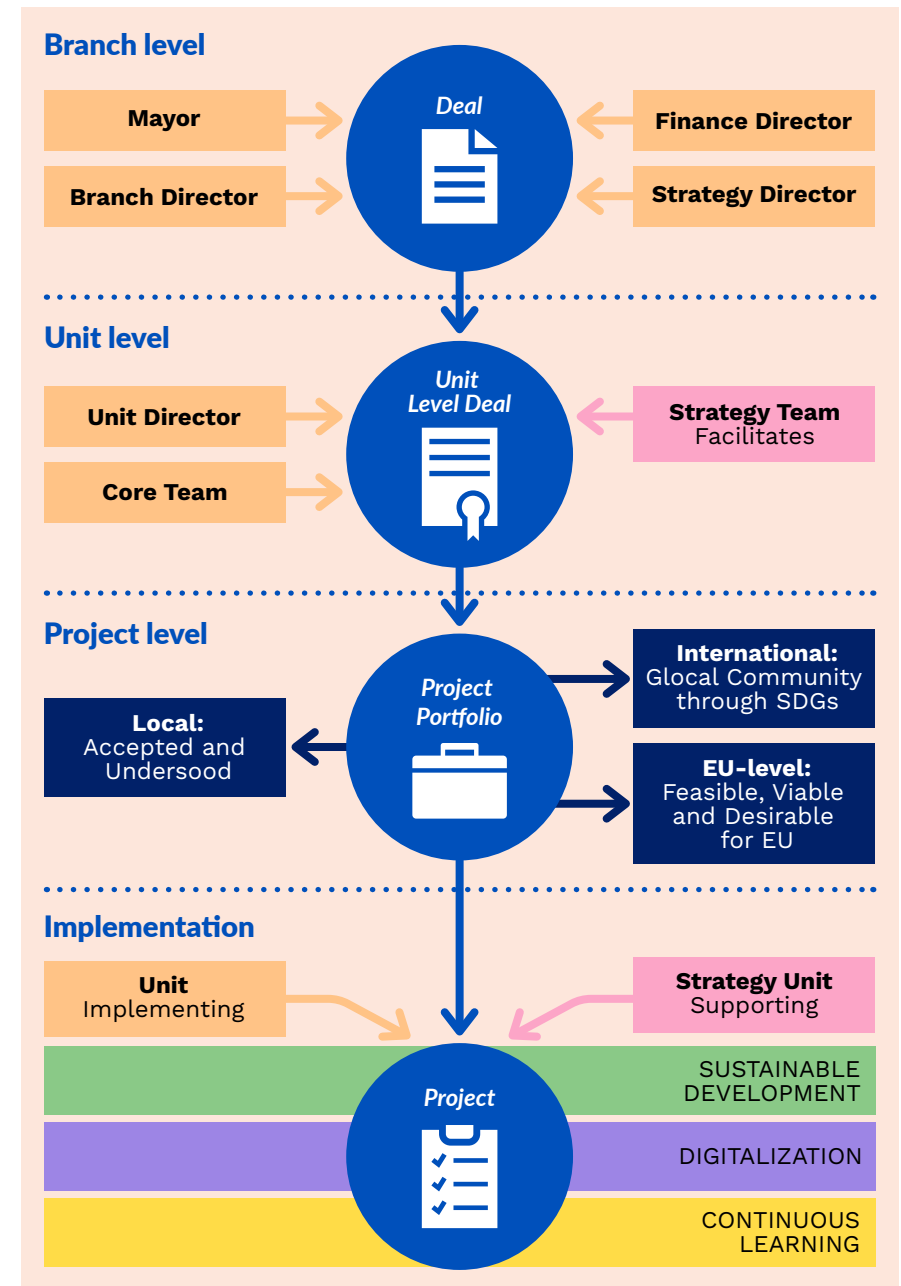 Branch level
Deal
Mayor
Finance Director
Branch Director
Strategy Director
Unit level
Unit
Level Deal
Unit Director
Strategy Team
Facilitates
Core Team
Project level
Project
Portfolio
International:
Glocal Community
through SDGs
Local:
Accepted and
Undersood
EU-level:
Feasible, Viable
and Desirable
for EU
Implementation
Unit
Implementing
Strategy Unit
Supporting
Project
SUSTAINABLE
DEVELOPMENT
DIGITALIZATION
CONTINUOUS
LEARNING